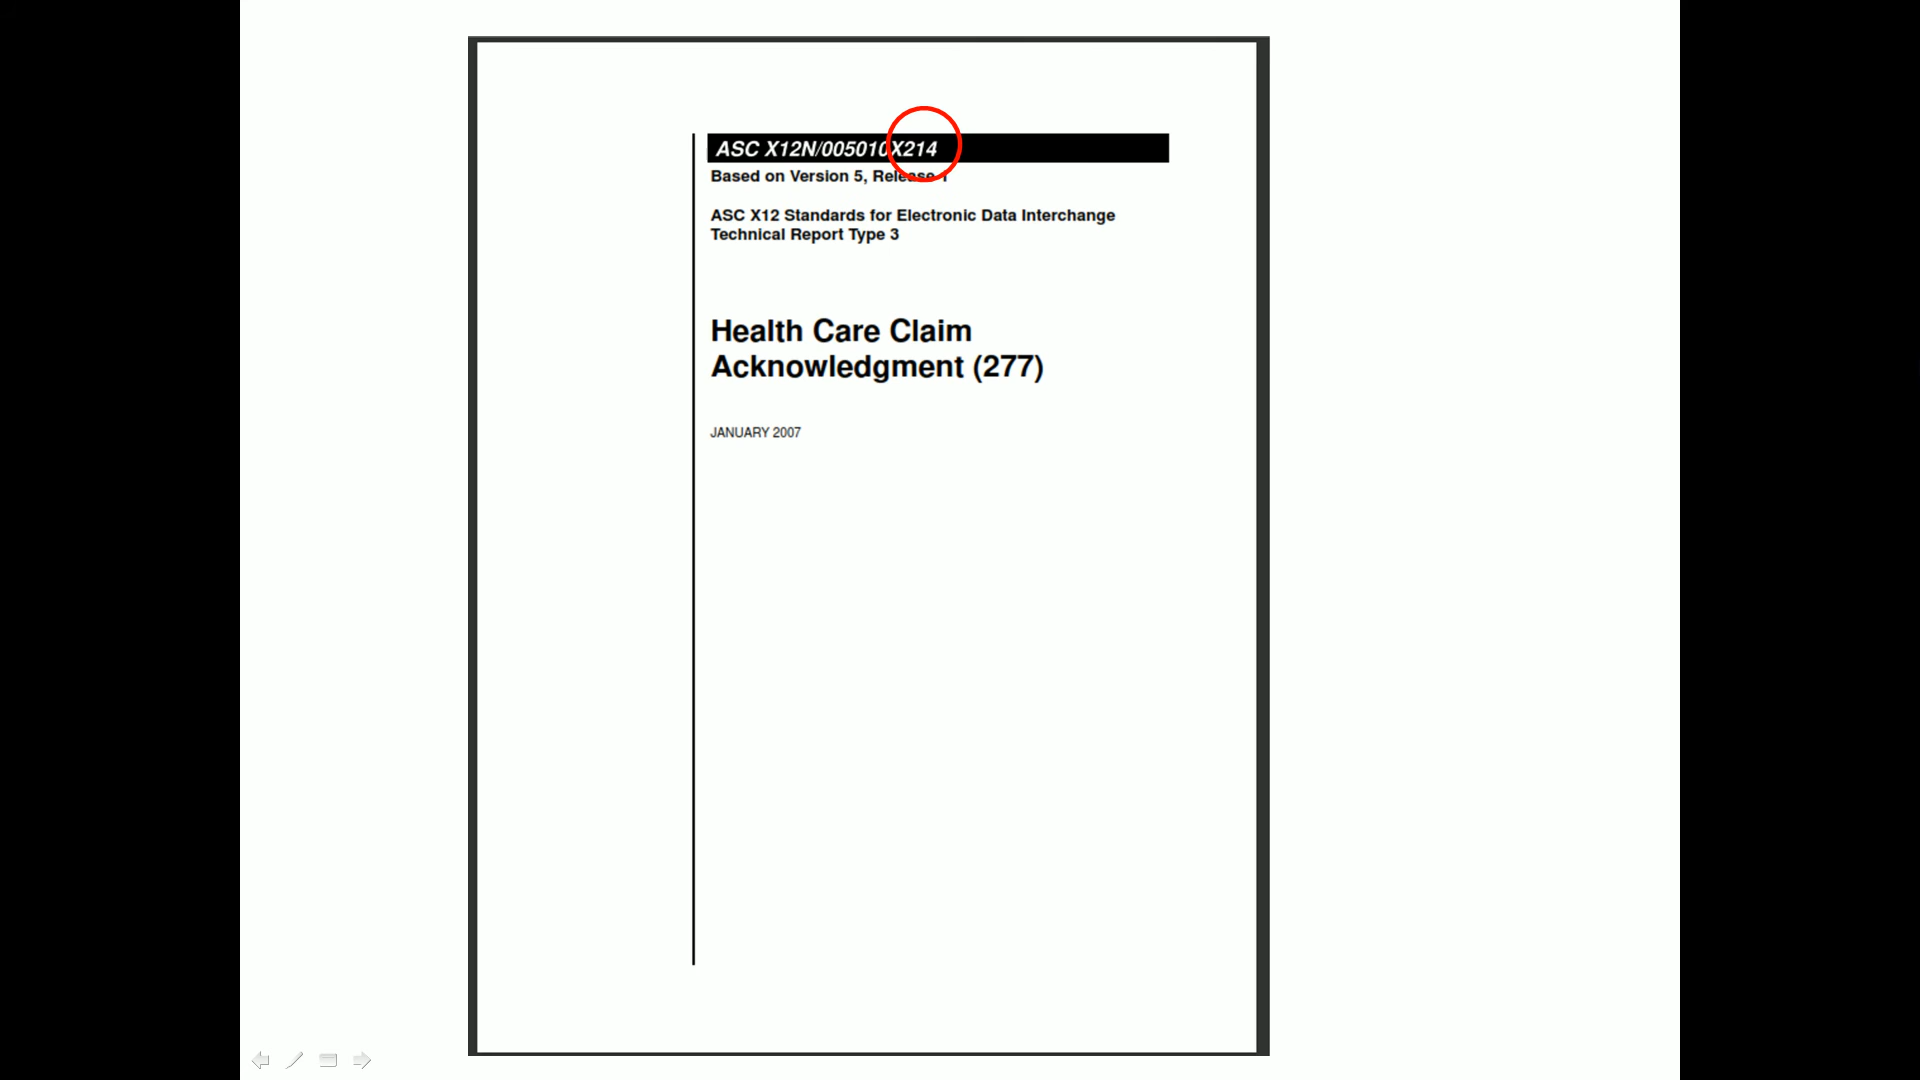 ASC X12N/005010X214
Based on Version 5, Release 1
ASC X12 Standards for Electronic Data Interchange
Technical Report Type 3
Health Care Claim
Acknowledgment (277)
JANUARY 2007